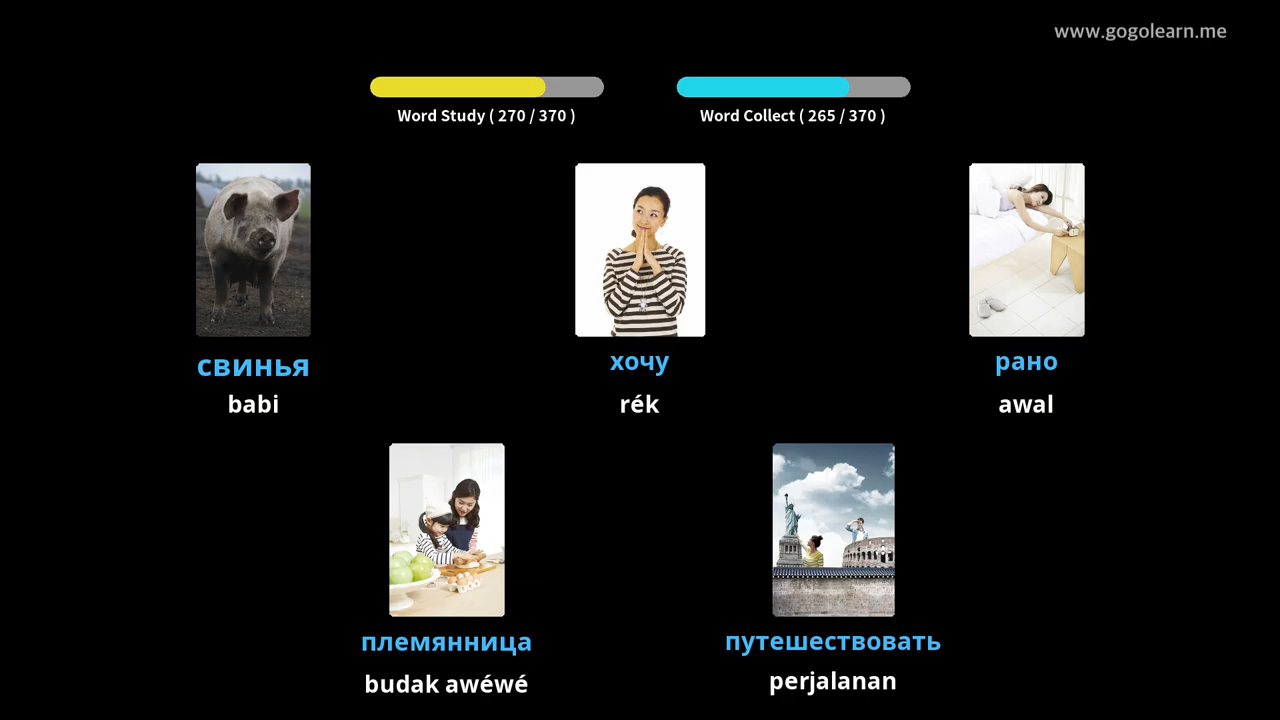 www.gogolearn.me
Word Study ( 270 / 370 )
Word Collect ( 265 / 370 )
свинья
babi
хочу
rék
рано
awal
племянница
budak awéwé
путешествовать
perjalanan